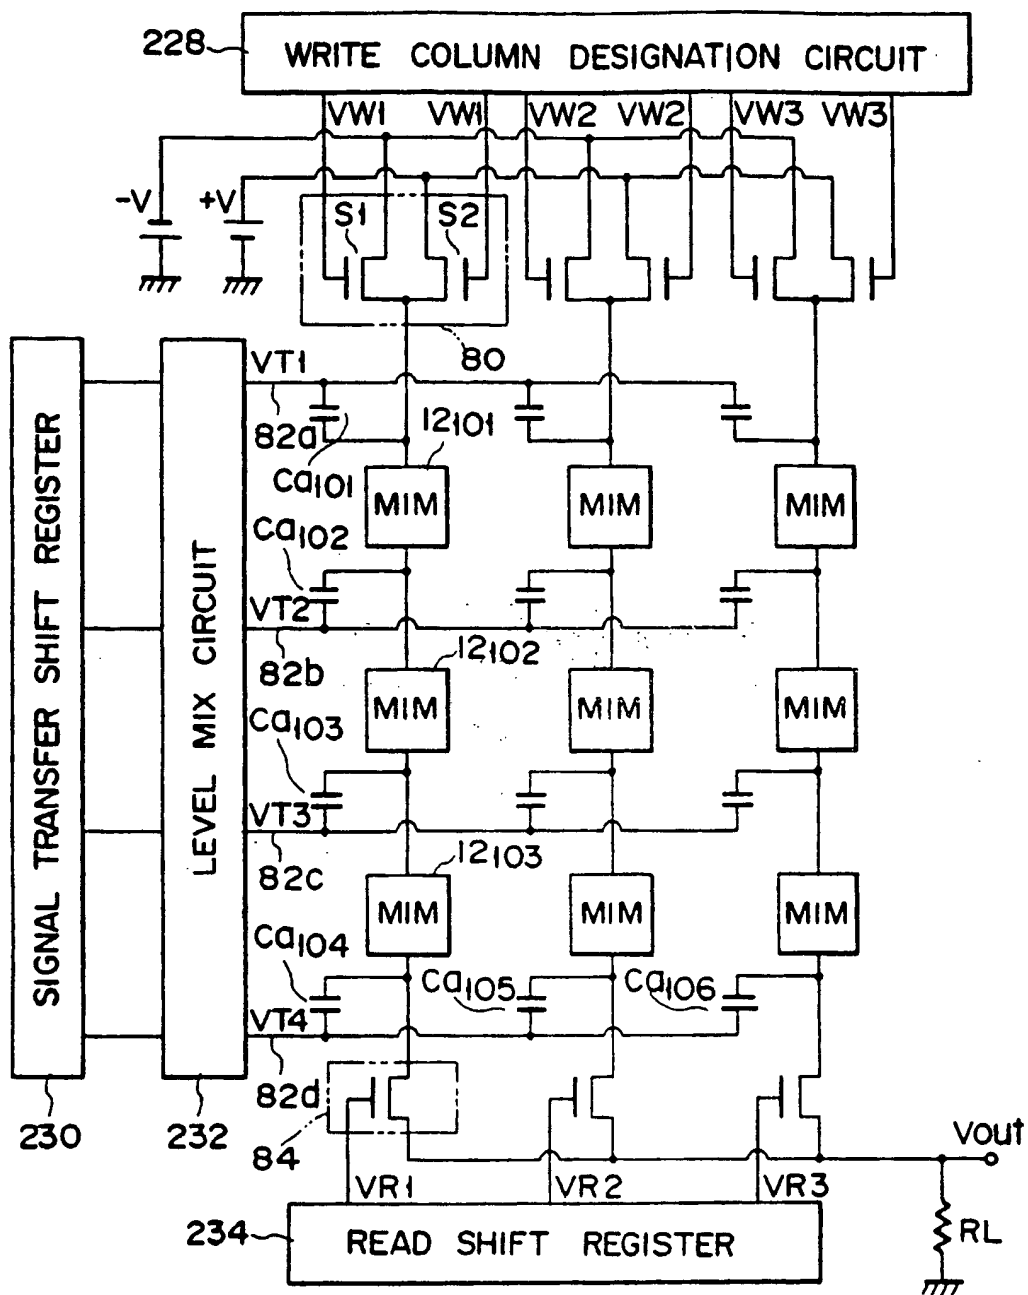 228
WRITE COLUMN DESIGNATION CIRCUIT
VW1 VW1 VW2 VW2 VW3 VW3
-V +V
S1 S2
80
VT1
82a
12101
Ca101
MIM MIM MIM
Ca102
VT2
82b
12102
MIM MIM MIM
Ca103
VT3
82c
12103
MIM MIM MIM
Ca104
Ca105
Ca106
VT4
82d
84
SIGNAL TRANSFER SHIFT REGISTER
230
LEVEL MIX CIRCUIT
232
Vout
VR1 VR2 VR3
234
READ SHIFT REGISTER
RL